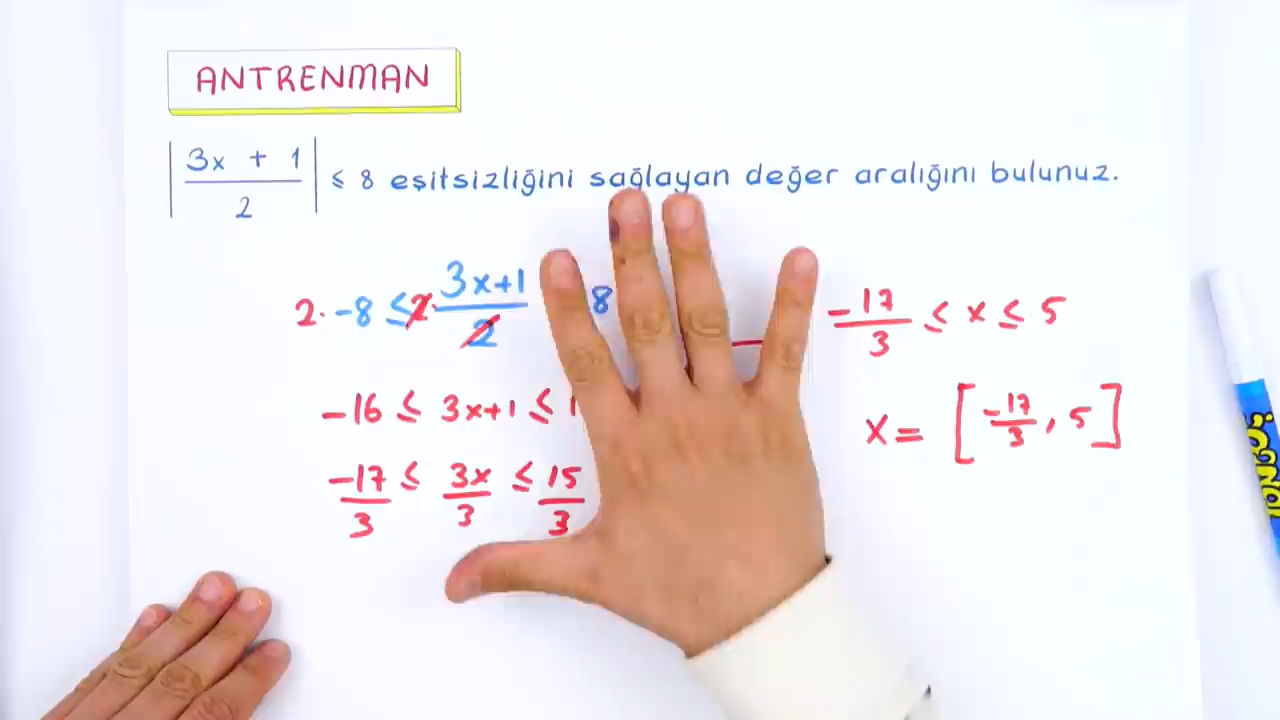 ANTRENMAN
|3x + 1 / 2| ≤ 8 eşitsizliğini sağlayan değer aralığını bulunuz.
2. -8 ≤ 2. 3x+1 / 2 8
-16 ≤ 3x+1 ≤ 1
-17/3 ≤ 3x/3 ≤ 15/3
-17/3 ≤ x ≤ 5
x = [-17/3, 5]